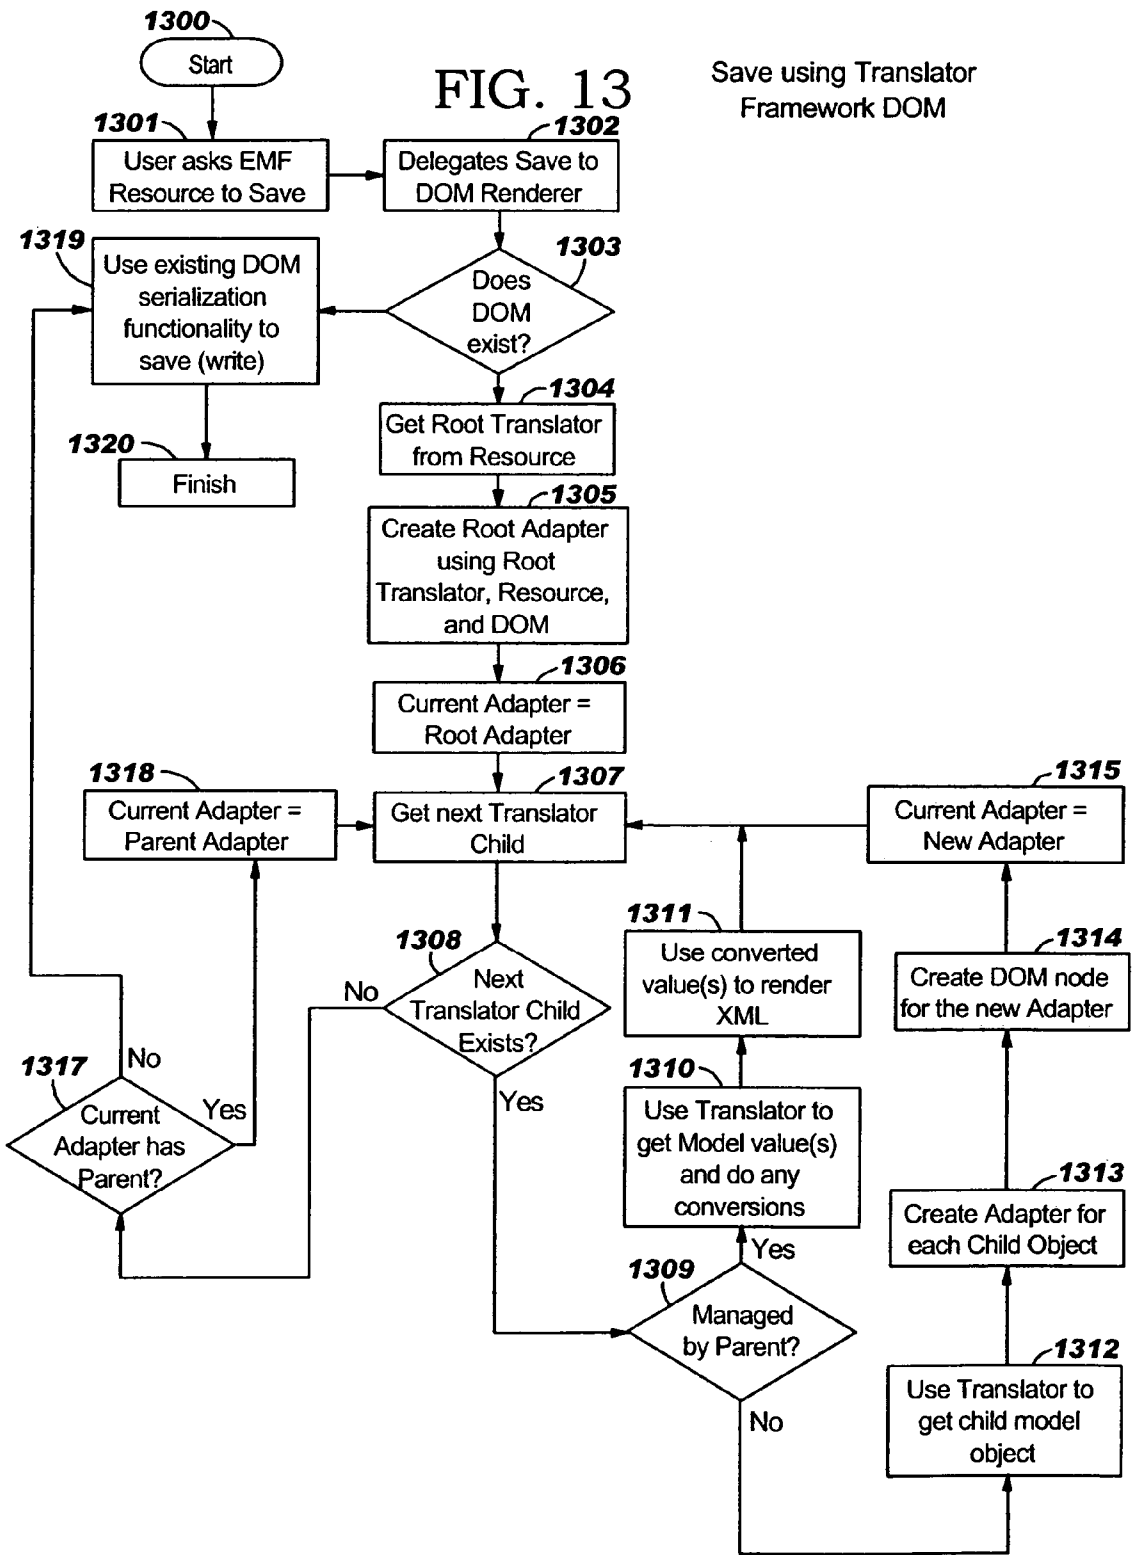 1300
Start
FIG. 13
Save using Translator
Framework DOM
1301
User asks EMF
Resource to Save
1302
Delegates Save to
DOM Renderer
1303
Does
DOM
exist?
1319
Use existing DOM
serialization
functionality to
save (write)
1320
Finish
1304
Get Root Translator
from Resource
1305
Create Root Adapter
using Root
Translator, Resource,
and DOM
1306
Current Adapter =
Root Adapter
1318
Current Adapter =
Parent Adapter
1307
Get next Translator
Child
1315
Current Adapter =
New Adapter
1308
Next
Translator Child
Exists?
No
Yes
1311
Use converted
value(s) to render
XML
1314
Create DOM node
for the new Adapter
1317
Current
Adapter has
Parent?
No
Yes
1310
Use Translator to
get Model value(s)
and do any
conversions
1313
Create Adapter for
each Child Object
1309
Managed
by Parent?
Yes
No
1312
Use Translator to
get child model
object